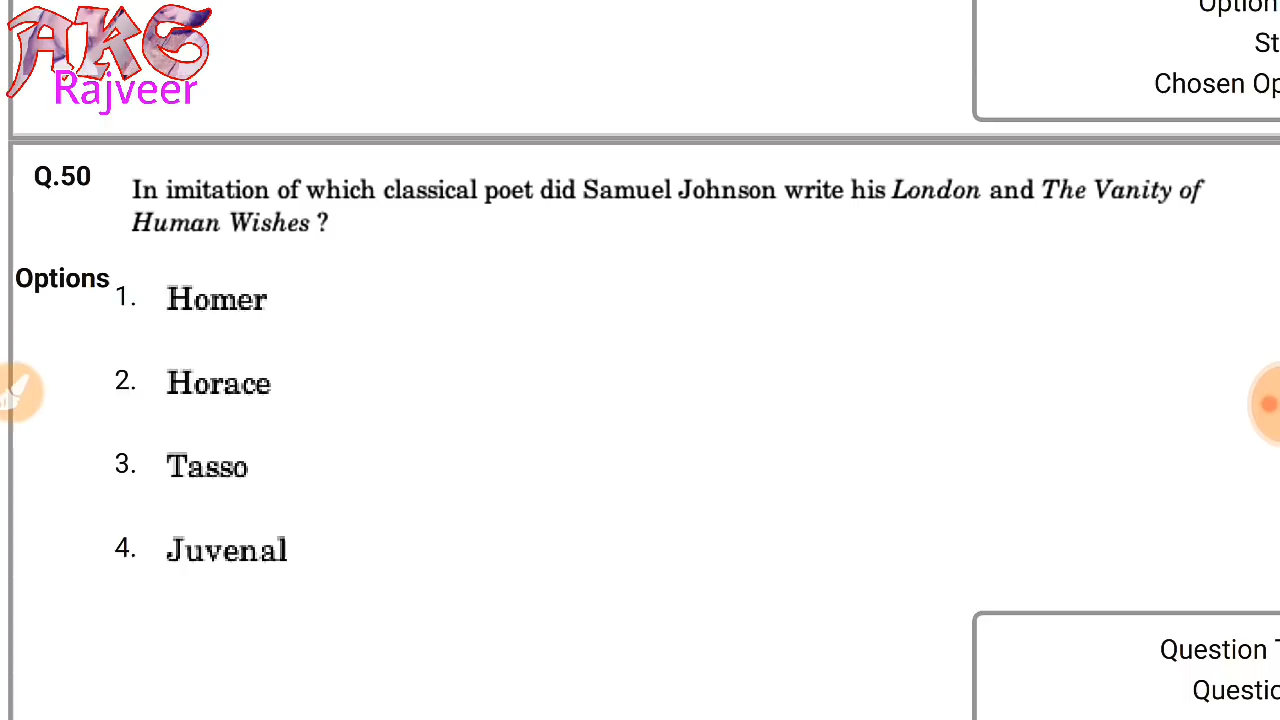 AKS
Rajveer
Option
St
Chosen Op
Q.50
In imitation of which classical poet did Samuel Johnson write his London and The Vanity of
Human Wishes ?
Options
1. Homer
2. Horace
3. Tasso
4. Juvenal
Question T
Questio